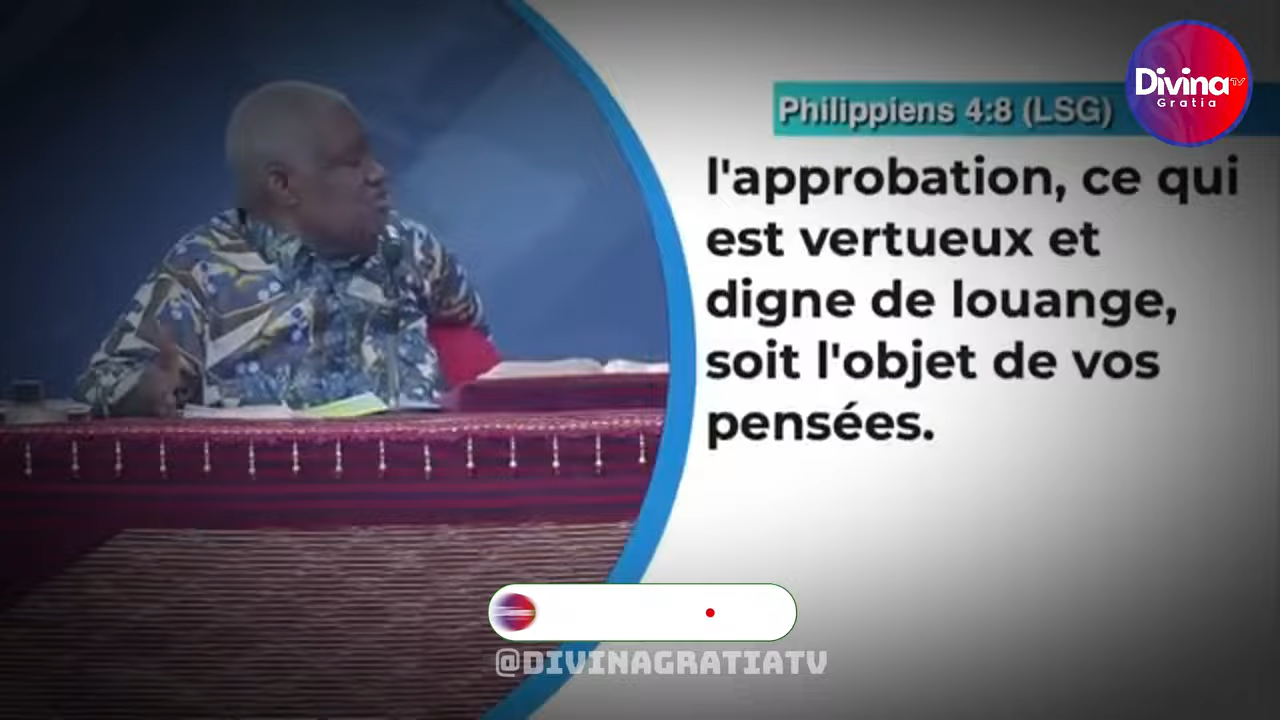 Divina TV
Gratia
Philippiens 4:8 (LSG)
l'approbation, ce qui
est vertueux et
digne de louange,
soit l'objet de vos
pensées.
@DIVINAGRATIATV